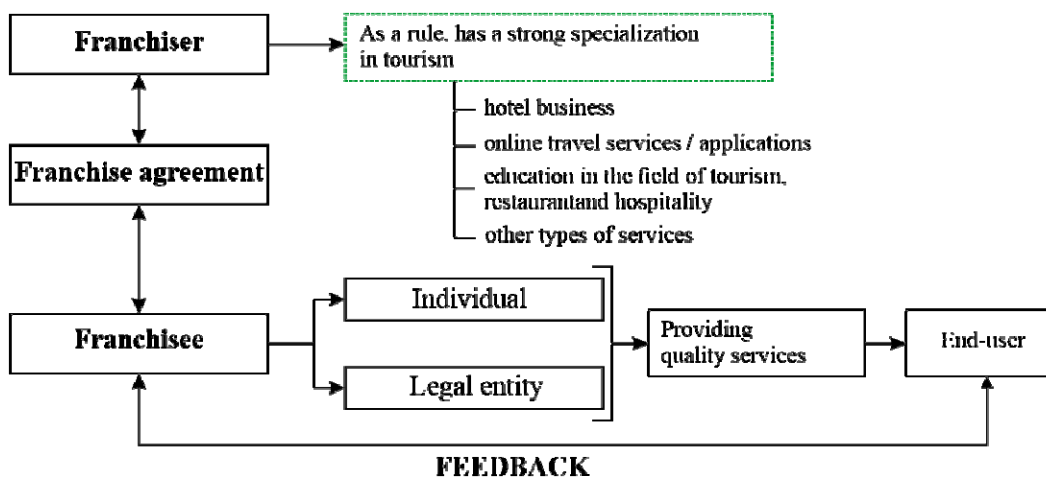 Franchiser
As a rule, has a strong specialization
in tourism
hotel business
online travel services / applications
Franchise agreement
education in the field of tourism,
restaurantand hospitality
other types of services
Individual
Franchisee
Providing
quality services
End-user
Legal entity
FEEDBACK